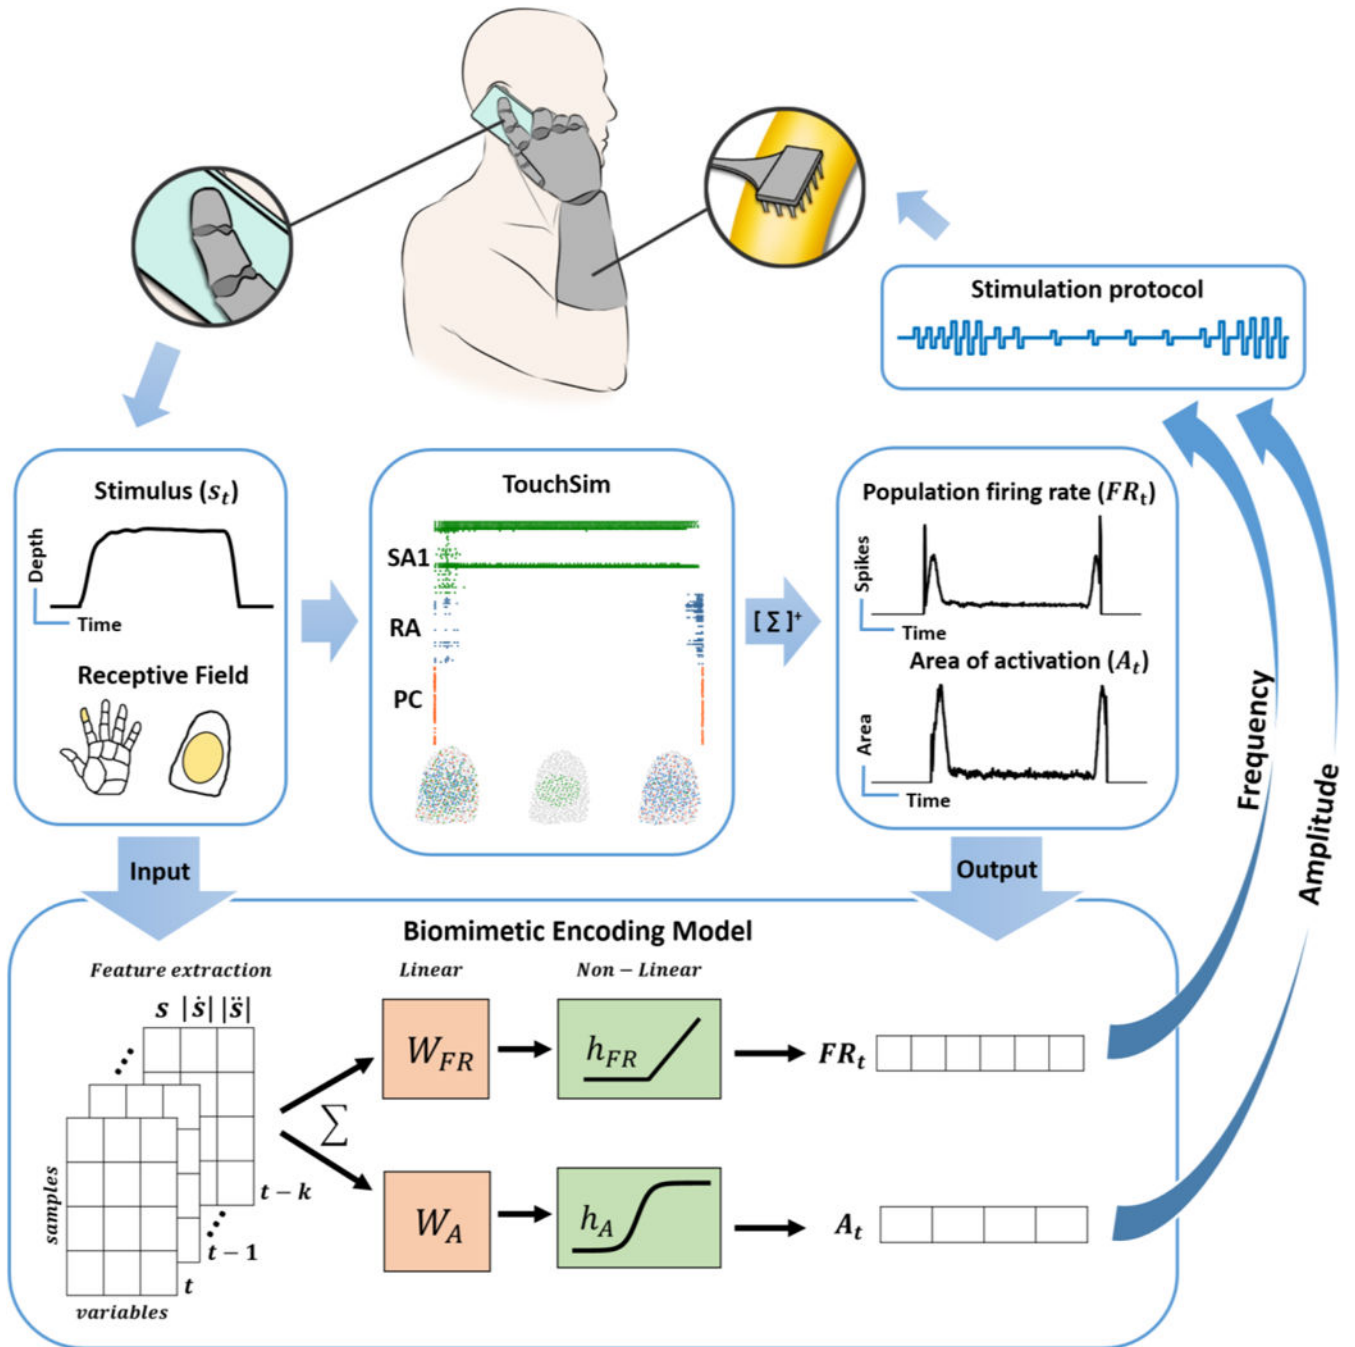 Stimulation protocol
Stimulus (s_t)
Depth
Time
Receptive Field
TouchSim
SA1
RA
PC
[ Σ ]⁺
Population firing rate (FR_t)
Spikes
Time
Area of activation (A_t)
Area
Time
Frequency
Amplitude
Input
Output
Biomimetic Encoding Model
Feature extraction
Linear
Non − Linear
s |ṡ| |s̈|
W_FR
h_FR
FR_t
∑
samples
t − k
t − 1
t
variables
W_A
h_A
A_t